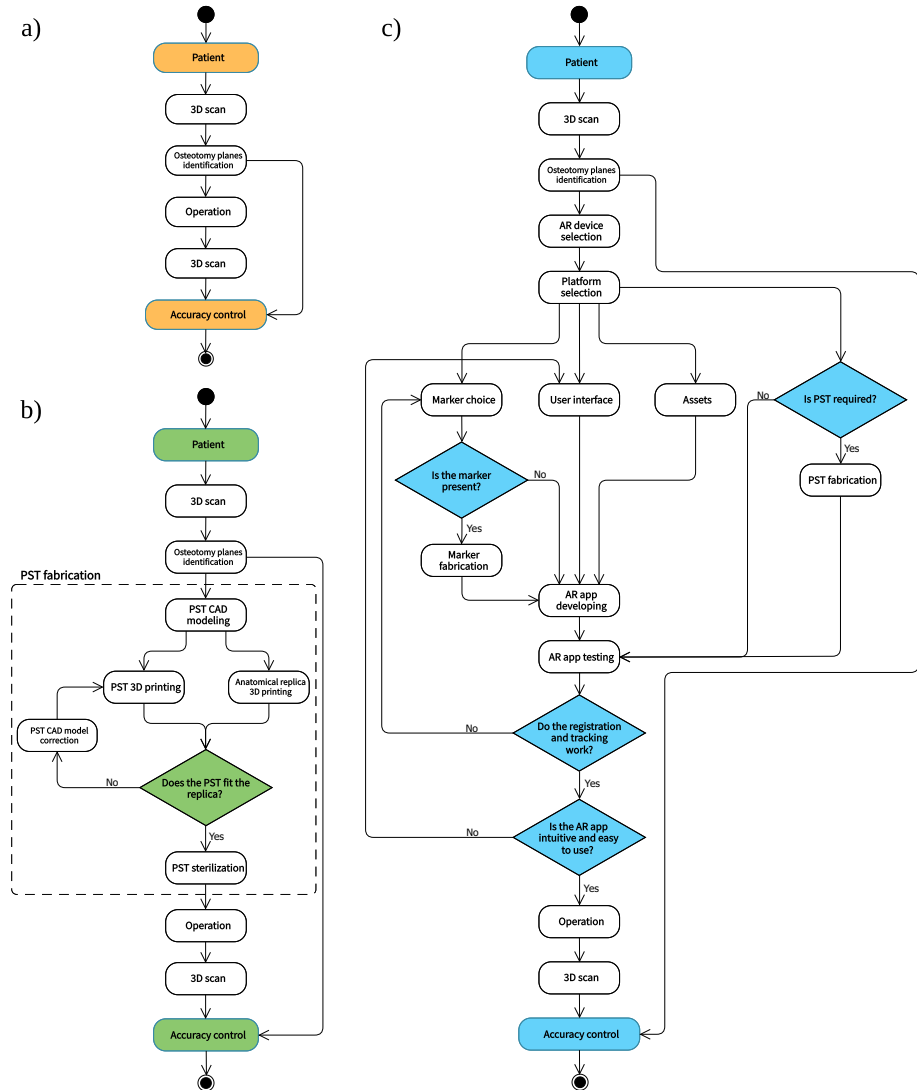 a)
Patient
3D scan
Osteotomy planes
identification
Operation
3D scan
Accuracy control
b)
Patient
3D scan
Osteotomy planes
identification
PST fabrication
PST CAD
modeling
PST 3D printing
Anatomical replica
3D printing
PST CAD model
correction
Does the PST fit the
replica?
No
Yes
PST sterilization
Operation
3D scan
Accuracy control
c)
Patient
3D scan
Osteotomy planes
identification
AR device
selection
Platform
selection
Marker choice
User interface
Assets
Is PST required?
No
Yes
PST fabrication
Is the marker
present?
No
Yes
Marker
fabrication
AR app
developing
AR app testing
Do the registration
and tracking
work?
No
Yes
Is the AR app
intuitive and easy
to use?
No
Yes
Operation
3D scan
Accuracy control